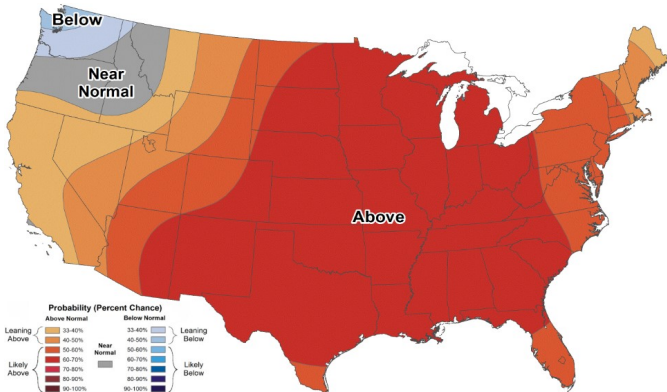 Below
Near
Normal
Above
Probability (Percent Chance)
Above Normal
Below Normal
Leaning
Above
33-40%
40-50%
Likely
Above
50-60%
60-70%
70-80%
80-90%
90-100%
Near
Normal
33-40%
40-50%
Leaning
Below
50-60%
60-70%
70-80%
80-90%
90-100%
Likely
Below